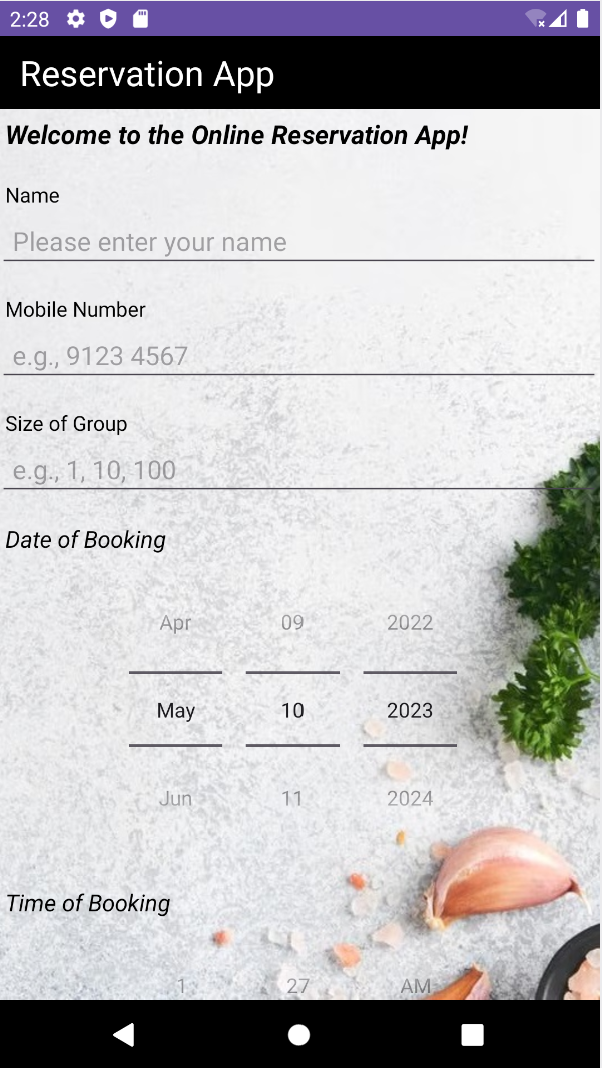 2:28
Reservation App
Welcome to the Online Reservation App!
Name
Please enter your name
Mobile Number
e.g., 9123 4567
Size of Group
e.g., 1, 10, 100
Date of Booking
Apr 09 2022
May 10 2023
Jun 11 2024
Time of Booking
1 27 AM